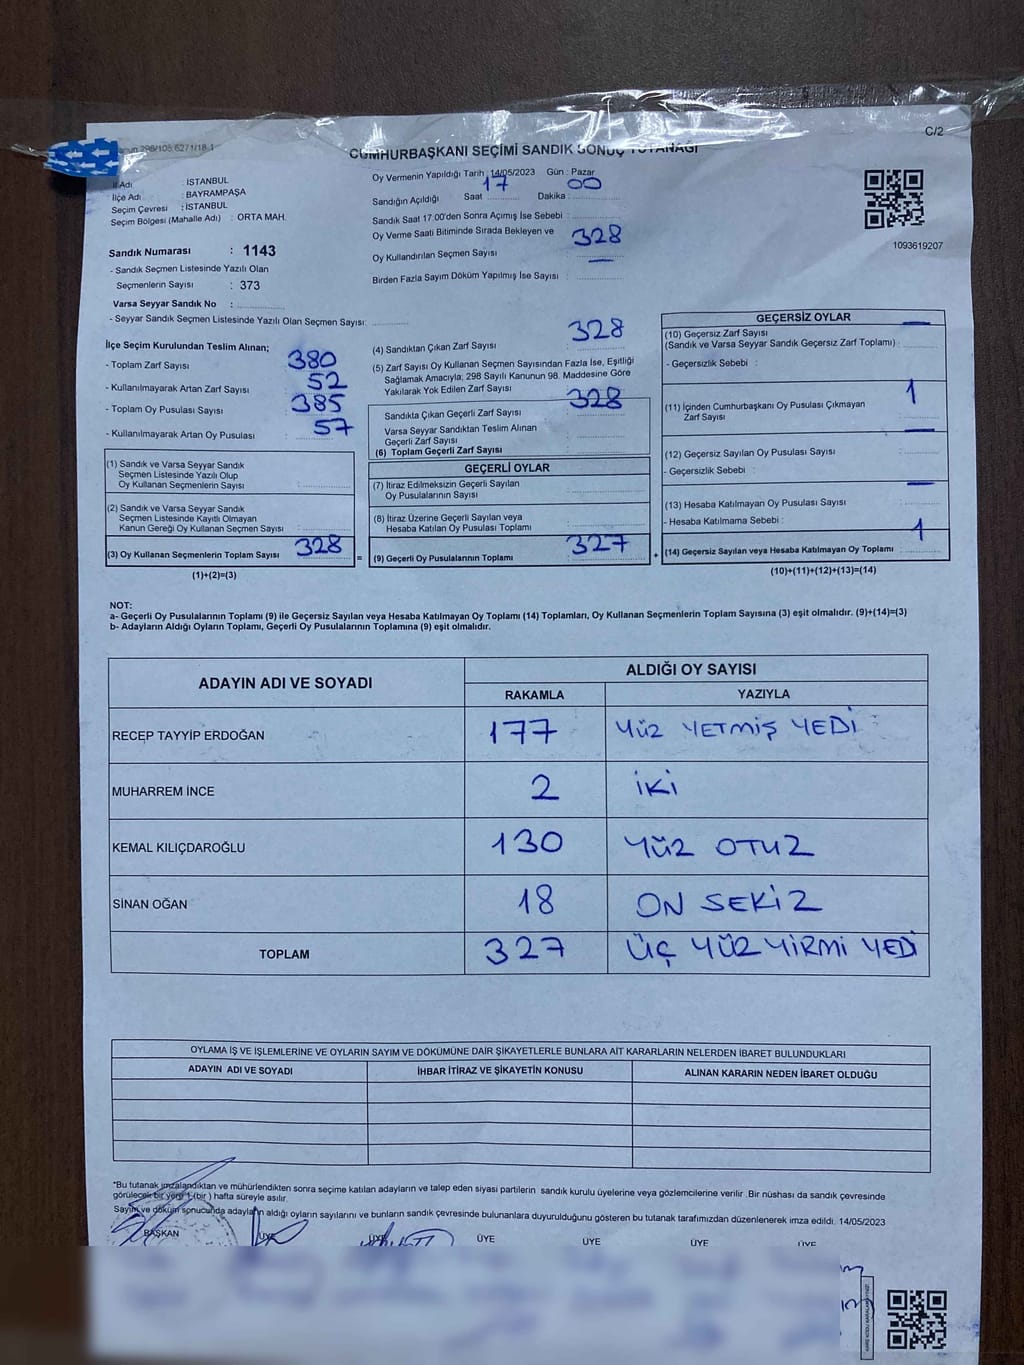 C/2
298/105.6271/18.1
CUMHURBAŞKANI SEÇİMİ SANDIK SONUÇ TUTANAĞI
İl Adı : İSTANBUL
İlçe Adı : BAYRAMPAŞA
Seçim Çevresi : İSTANBUL
Seçim Bölgesi (Mahalle Adı) : ORTA MAH.
Sandık Numarası : 1143
- Sandık Seçmen Listesinde Yazılı Olan
Seçmenlerin Sayısı : 373
Varsa Seyyar Sandık No :
- Seyyar Sandık Seçmen Listesinde Yazılı Olan Seçmen Sayısı:
Oy Vermenin Yapıldığı Tarih : 14/05/2023 Gün : Pazar
Sandığın Açıldığı Saat 17 Dakika : 00
Sandık Saat 17:00'den Sonra Açımış İse Sebebi :
Oy Verme Saati Bitiminde Sırada Bekleyen ve
Oy Kullandırılan Seçmen Sayısı : 328
Birden Fazla Sayım Döküm Yapılmış İse Sayısı : —
1093619207
İlçe Seçim Kurulundan Teslim Alınan;
- Toplam Zarf Sayısı : 380
- Kullanılmayarak Artan Zarf Sayısı : 52
- Toplam Oy Pusulası Sayısı : 385
- Kullanılmayarak Artan Oy Pusulası : 57
(1) Sandık ve Varsa Seyyar Sandık
Seçmen Listesinde Yazılı Olup
Oy Kullanan Seçmenlerin Sayısı :
(2) Sandık ve Varsa Seyyar Sandık
Seçmen Listesinde Kayıtlı Olmayan
Kanun Gereği Oy Kullanan Seçmen Sayısı :
(3) Oy Kullanan Seçmenlerin Toplam Sayısı : 328 =
(1)+(2)=(3)
(4) Sandıktan Çıkan Zarf Sayısı : 328
(5) Zarf Sayısı Oy Kullanan Seçmen Sayısından Fazla İse, Eşitliği
Sağlamak Amacıyla; 298 Sayılı Kanunun 98. Maddesine Göre
Yakılarak Yok Edilen Zarf Sayısı :
Sandıkta Çıkan Geçerli Zarf Sayısı : 328
Varsa Seyyar Sandıktan Teslim Alınan
Geçerli Zarf Sayısı :
(6) Toplam Geçerli Zarf Sayısı :
GEÇERLİ OYLAR
(7) İtiraz Edilmeksizin Geçerli Sayılan
Oy Pusulalarının Sayısı :
(8) İtiraz Üzerine Geçerli Sayılan veya
Hesaba Katılan Oy Pusulası Toplamı :
(9) Geçerli Oy Pusulalarının Toplamı : 327 +
GEÇERSİZ OYLAR
(10) Geçersiz Zarf Sayısı
(Sandık ve Varsa Seyyar Sandık Geçersiz Zarf Toplamı) : —
- Geçersizlik Sebebi :
(11) İçinden Cumhurbaşkanı Oy Pusulası Çıkmayan
Zarf Sayısı : 1
(12) Geçersiz Sayılan Oy Pusulası Sayısı : —
- Geçersizlik Sebebi :
(13) Hesaba Katılmayan Oy Pusulası Sayısı : —
- Hesaba Katılmama Sebebi :
(14) Geçersiz Sayılan veya Hesaba Katılmayan Oy Toplamı : 1
(10)+(11)+(12)+(13)=(14)
NOT:
a- Geçerli Oy Pusulalarının Toplamı (9) ile Geçersiz Sayılan veya Hesaba Katılmayan Oy Toplamı (14) Toplamları, Oy Kullanan Seçmenlerin Toplam Sayısına (3) eşit olmalıdır. (9)+(14)=(3)
b- Adayların Aldığı Oyların Toplamı, Geçerli Oy Pusulalarının Toplamına (9) eşit olmalıdır.
ADAYIN ADI VE SOYADI ALDIĞI OY SAYISI
RAKAMLA YAZIYLA
RECEP TAYYİP ERDOĞAN 177 YÜZ YETMİŞ YEDİ
MUHARREM İNCE 2 İKİ
KEMAL KILIÇDAROĞLU 130 YÜZ OTUZ
SİNAN OĞAN 18 ON SEKİZ
TOPLAM 327 ÜÇ YÜZ YİRMİ YEDİ
OYLAMA İŞ VE İŞLEMLERİNE VE OYLARIN SAYIM VE DÖKÜMÜNE DAİR ŞİKAYETLERLE BUNLARA AİT KARARLARIN NELERDEN İBARET BULUNDUKLARI
ADAYIN ADI VE SOYADI İHBAR İTİRAZ VE ŞİKAYETİN KONUSU ALINAN KARARIN NEDEN İBARET OLDUĞU
*Bu tutanak imzalandıktan ve mühürlendikten sonra seçime katılan adayların ve talep eden siyasi partilerin sandık kurulu üyelerine veya gözlemcilerine verilir .Bir nüshası da sandık çevresinde
görülecek bir yere 1 (bir ) hafta süreyle asılır.
Sayım ve döküm sonucunda adayların aldığı oyların sayılarını ve bunların sandık çevresinde bulunanlara duyurulduğunu gösteren bu tutanak tarafımızdan düzenlenerek imza edildi. 14/05/2023
BAŞKAN ÜYE ÜYE ÜYE ÜYE ÜYE ÜYE